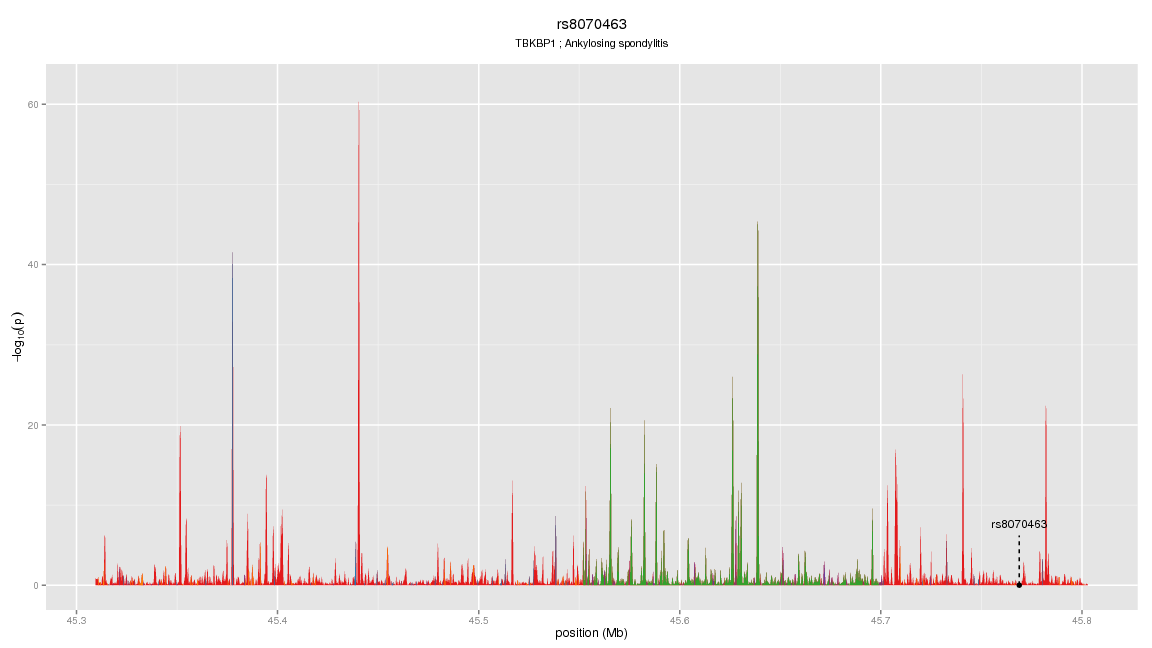 rs8070463
TBKBP1 ; Ankylosing spondylitis
60
40
20
0
−log10(p)
rs8070463
45.3 45.4 45.5 45.6 45.7 45.8
position (Mb)